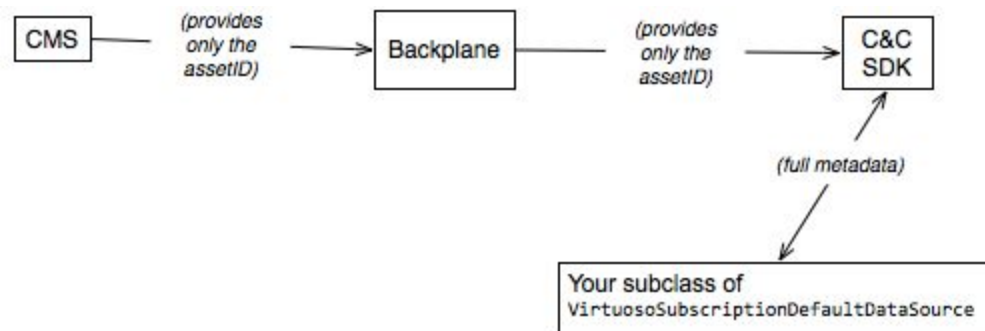 CMS
(provides
only the
assetID)
Backplane
(provides
only the
assetID)
C&C
SDK
(full metadata)
Your subclass of
VirtuosoSubscriptionDefaultDataSource